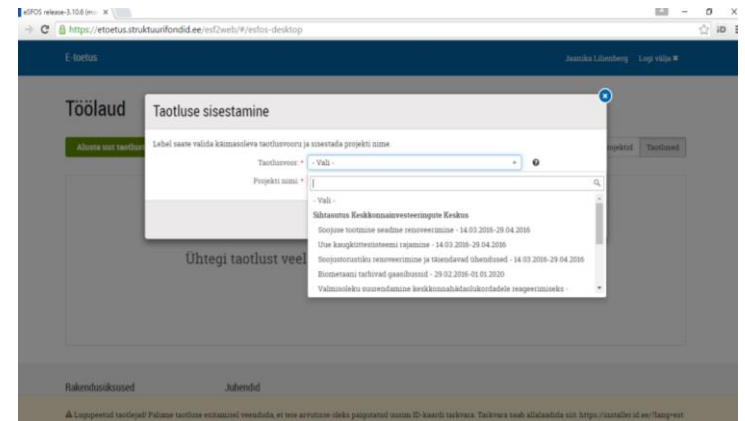 eSFOS release-3.10.6 (
https://etoetus.struktuurifondid.ee/esf2web/#/esfos-desktop
E-toetus
Jaanika Lilienberg Logi välja ✖
Töölaud
Taotluse sisestamine
Alusta uut taotlust
Taotlused
Lehel saate valida käimasoleva taotlusvooru ja sisestada projekti nime.
Taotlusvoor: * - Vali -
Projekti nimi: *
- Vali -
Sihtasutus Keskkonnainvesteeringute Keskus
Soojuse tootmise seadme renoveerimine - 14.03.2016-29.04.2016
Uue kaugküttesüsteemi rajamine - 14.03.2016-29.04.2016
Soojustorustiku renoveerimine ja täiendavad ühendused - 14.03.2016-29.04.2016
Biometaani tarbivad gaasibussid - 29.02.2016-01.01.2020
Valmisoleku suurendamine keskkonnahädaolukordadele reageerimiseks -
Ühtegi taotlust veel
Rakendusüksused Juhendid
Lugupeetud taotlejad! Palume taotluse esitamisel veenduda, et teie arvutisse oleks paigutatud uusim ID-kaardi tarkvara. Tarkvara saab allalaadida siit: https://installer.id.ee/?lang=est